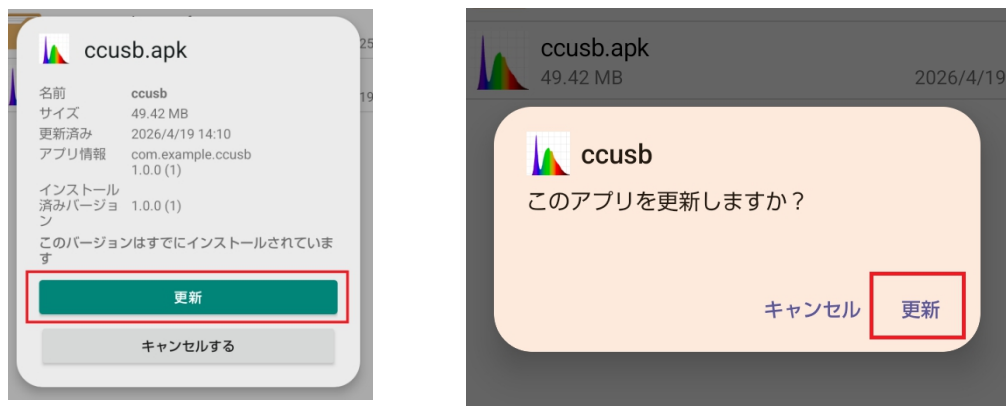 25
ccusb.apk
19
名前 ccusb
サイズ 49.42 MB
更新済み 2026/4/19 14:10
アプリ情報 com.example.ccusb
1.0.0 (1)
インストール
済みバージョ 1.0.0 (1)
ン
このバージョンはすでにインストールされていま
す
更新
キャンセルする
ccusb.apk
49.42 MB 2026/4/19
ccusb
このアプリを更新しますか？
キャンセル 更新